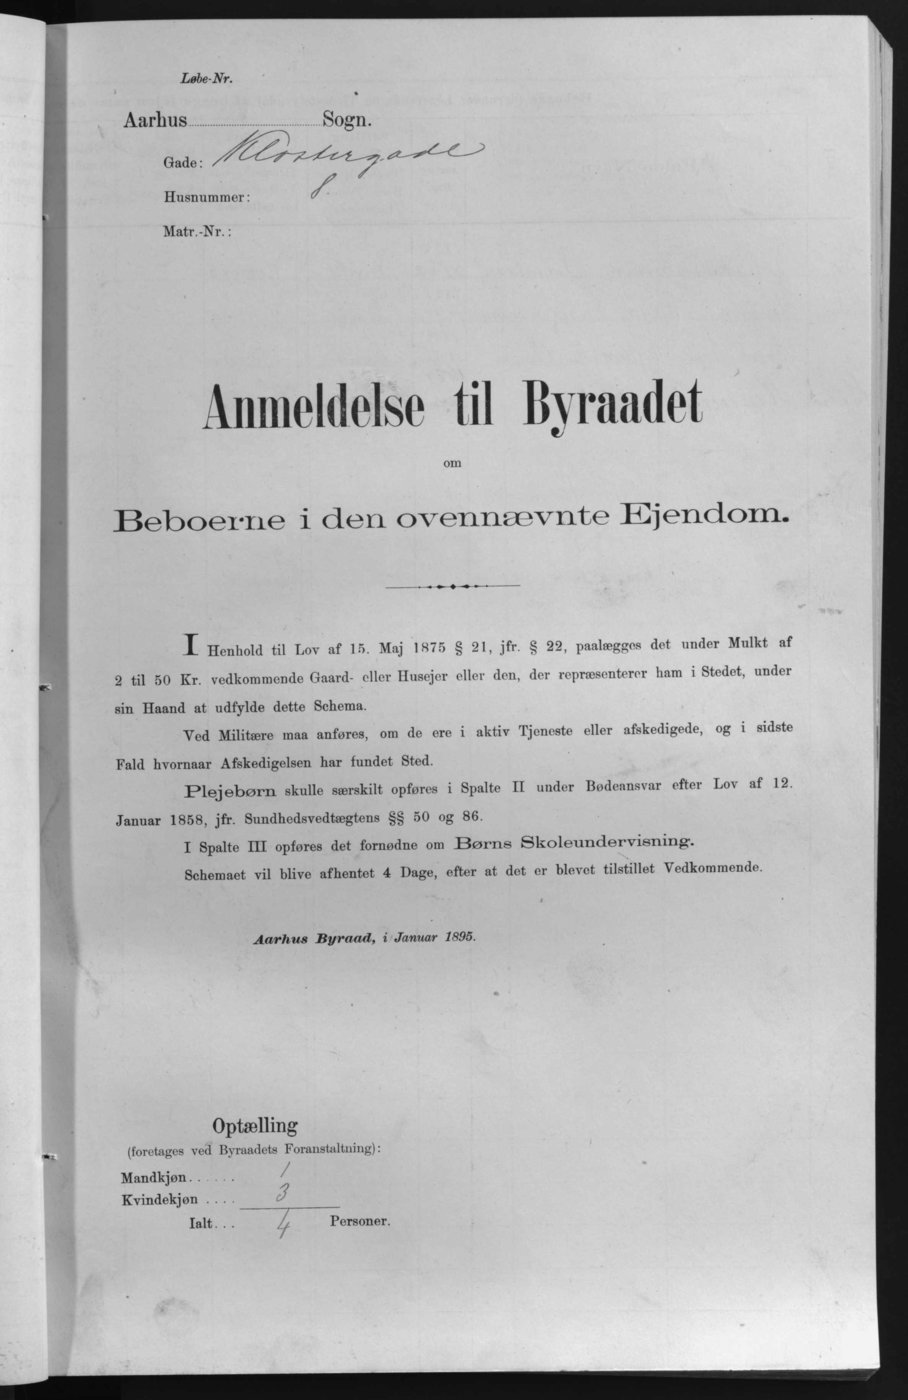 Løbe-Nr.
Aarhus Sogn.
Gade: Klostergade
Husnummer: 8.
Matr.-Nr.:
Anmeldelse til Byraadet
om
Beboerne i den ovennævnte Ejendom.
I Henhold til Lov af 15. Maj 1875 § 21, jfr. § 22, paalægges det under Mulkt af
2 til 50 Kr. vedkommende Gaard- eller Husejer eller den, der repræsenterer ham i Stedet, under
sin Haand at udfylde dette Schema.
Ved Militære maa anføres, om de ere i aktiv Tjeneste eller afskedigede, og i sidste
Fald hvornaar Afskedigelsen har fundet Sted.
Plejebørn skulle særskilt opføres i Spalte II under Bødeansvar efter Lov af 12.
Januar 1858, jfr. Sundhedsvedtægtens §§ 50 og 86.
I Spalte III opføres det fornødne om Børns Skoleundervisning.
Schemaet vil blive afhentet 4 Dage, efter at det er blevet tilstillet Vedkommende.
Aarhus Byraad, i Januar 1895.
Optælling
(foretages ved Byraadets Foranstaltning):
Mandkjøn...... 1
Kvindekjøn .... 3
Ialt... 4 Personer.